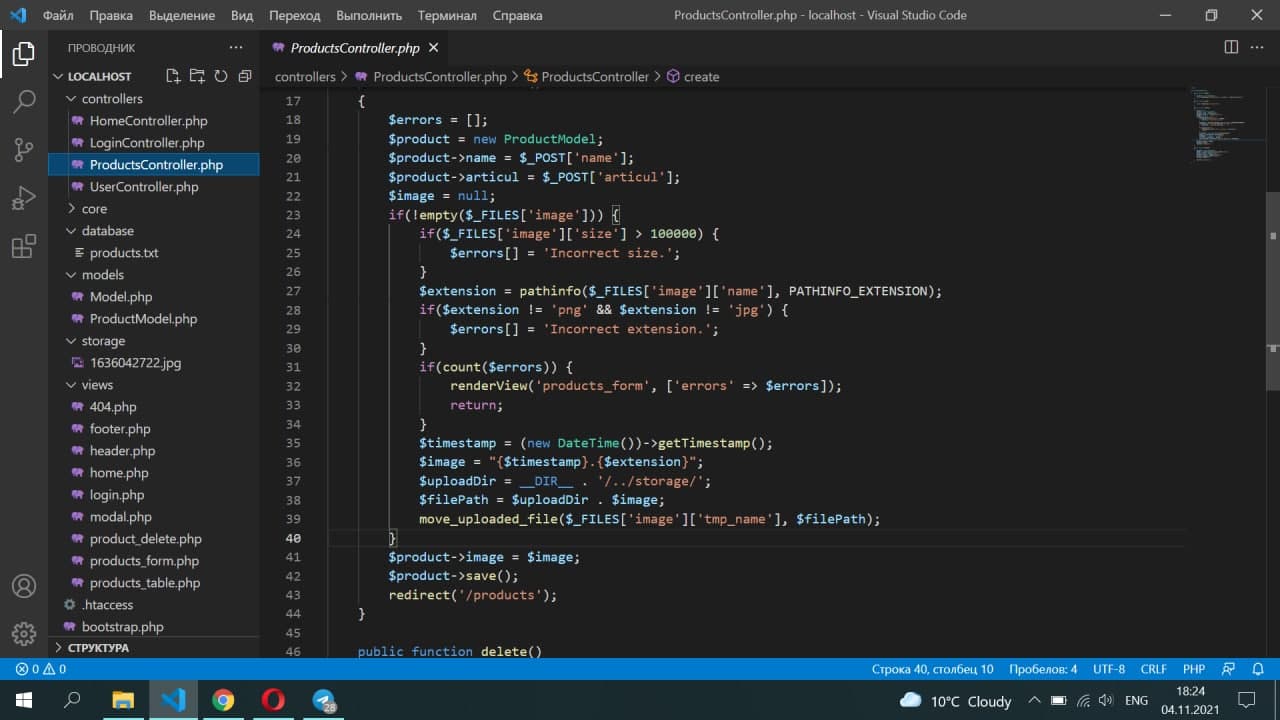 Файл Правка Выделение Вид Переход Выполнить Терминал Справка
ProductsController.php - localhost - Visual Studio Code
ПРОВОДНИК
LOCALHOST
controllers
HomeController.php
LoginController.php
ProductsController.php
UserController.php
core
database
products.txt
models
Model.php
ProductModel.php
storage
1636042722.jpg
views
404.php
footer.php
header.php
home.php
login.php
modal.php
product_delete.php
products_form.php
products_table.php
.htaccess
bootstrap.php
СТРУКТУРА
ProductsController.php
controllers > ProductsController.php > ProductsController > create
17 {
18 $errors = [];
19 $product = new ProductModel;
20 $product->name = $_POST['name'];
21 $product->articul = $_POST['articul'];
22 $image = null;
23 if(!empty($_FILES['image'])) {
24 if($_FILES['image']['size'] > 100000) {
25 $errors[] = 'Incorrect size.';
26 }
27 $extension = pathinfo($_FILES['image']['name'], PATHINFO_EXTENSION);
28 if($extension != 'png' && $extension != 'jpg') {
29 $errors[] = 'Incorrect extension.';
30 }
31 if(count($errors)) {
32 renderView('products_form', ['errors' => $errors]);
33 return;
34 }
35 $timestamp = (new DateTime())->getTimestamp();
36 $image = "{$timestamp}.{$extension}";
37 $uploadDir = __DIR__ . '/../storage/';
38 $filePath = $uploadDir . $image;
39 move_uploaded_file($_FILES['image']['tmp_name'], $filePath);
40 }
41 $product->image = $image;
42 $product->save();
43 redirect('/products');
44 }
45
46 public function delete()
0 0
Строка 40, столбец 10 Пробелов: 4 UTF-8 CRLF PHP
28
10°C Cloudy
ENG
18:24
04.11.2021